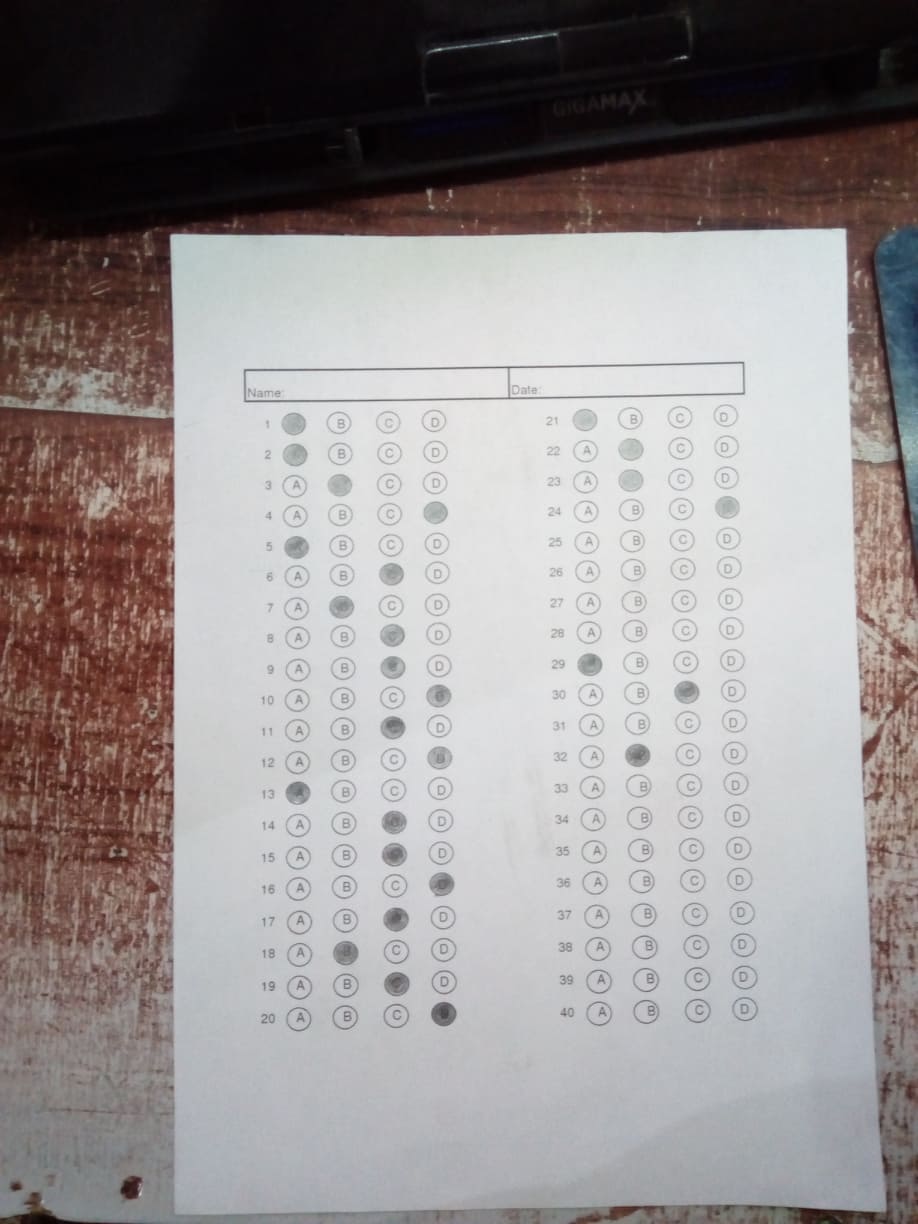 GIGAMAX
Name: Date:
1 B C D 21 B C D
2 B C D 22 A C D
3 A C D 23 A C D
4 A B C 24 A B C
5 B C D 25 A B C D
6 A B D 26 A B C D
7 A C D 27 A B C D
8 A B C D 28 A B C D
9 A B D 29 B C D
10 A B C 30 A B D
11 A B D 31 A B C D
12 A B C 32 A C D
13 A B C D 33 A B C D
14 A B D 34 A B C D
15 A B D 35 A B C D
16 A B C 36 A B C D
17 A B D 37 A B C D
18 A B C D 38 A B C D
19 A B D 39 A B C D
20 A B C 40 A B C D